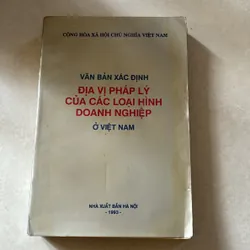 CỘNG HÒA XÃ HỘI CHỦ NGHĨA VIỆT NAM
VĂN BẢN XÁC ĐỊNH
ĐỊA VỊ PHÁP LÝ
CỦA CÁC LOẠI HÌNH
DOANH NGHIỆP
Ở VIỆT NAM
NHÀ XUẤT BẢN HÀ NỘI
- 1993 -